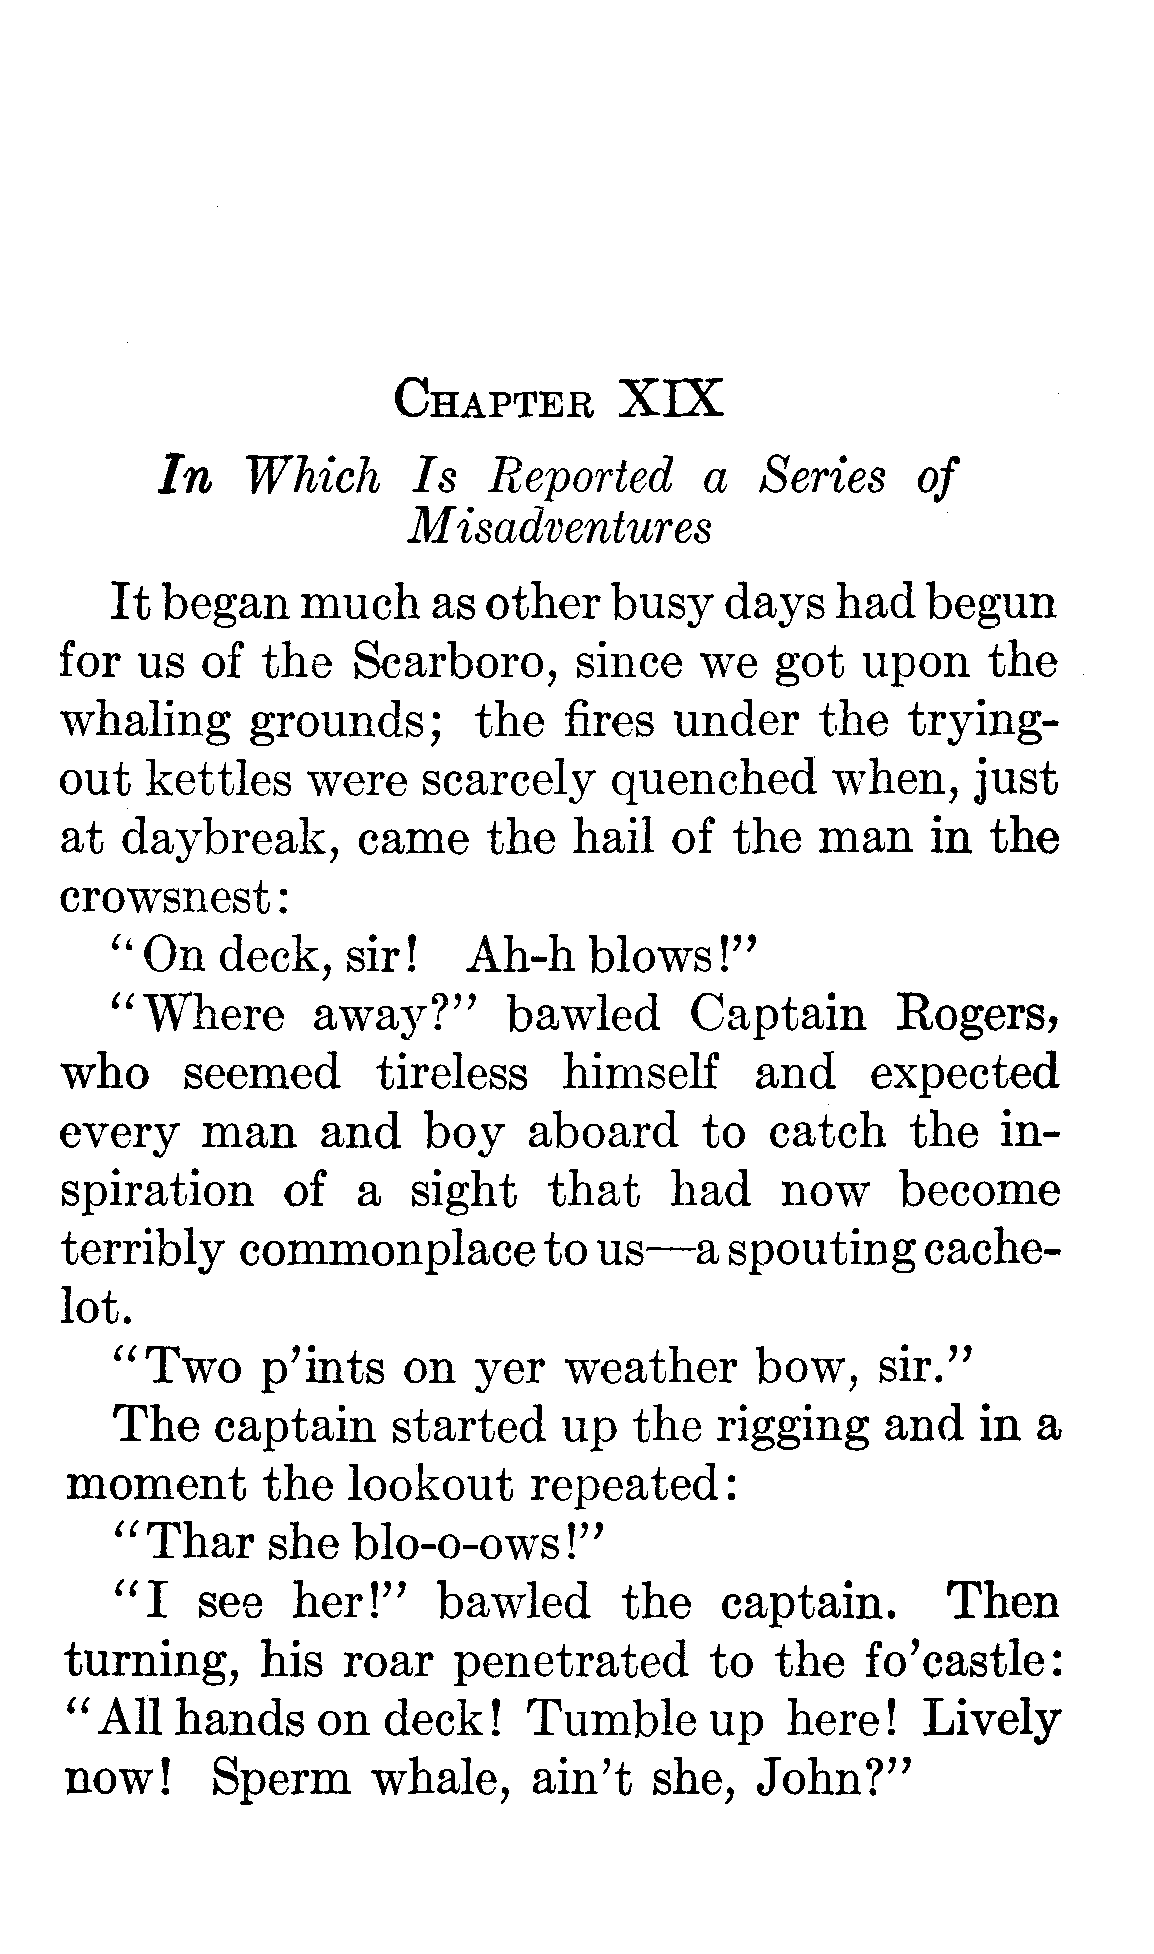 CHAPTER XIX
In Which Is Reported a Series of
Misadventures
It began much as other busy days had begun
for us of the Scarboro, since we got upon the
whaling grounds; the fires under the trying-
out kettles were scarcely quenched when, just
at daybreak, came the hail of the man in the
crowsnest:
“On deck, sir! Ah-h blows!”
“Where away?” bawled Captain Rogers,
who seemed tireless himself and expected
every man and boy aboard to catch the in-
spiration of a sight that had now become
terribly commonplace to us—a spouting cache-
lot.
“Two p’ints on yer weather bow, sir.”
The captain started up the rigging and in a
moment the lookout repeated:
“Thar she blo-o-ows!”
“I see her!” bawled the captain. Then
turning, his roar penetrated to the fo’castle:
“All hands on deck! Tumble up here! Lively
now! Sperm whale, ain’t she, John?”